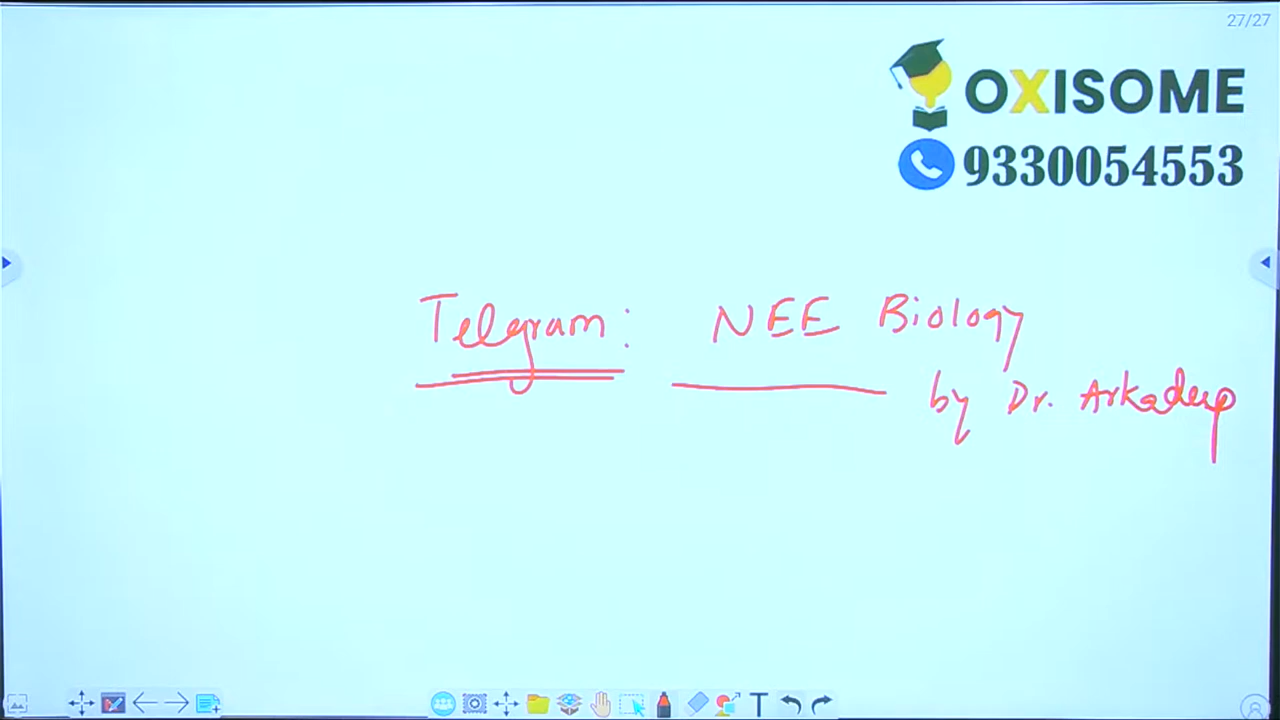 27/27
OXISOME
9330054553
Telegram: NEE Biology
by Dr. Arkadeep